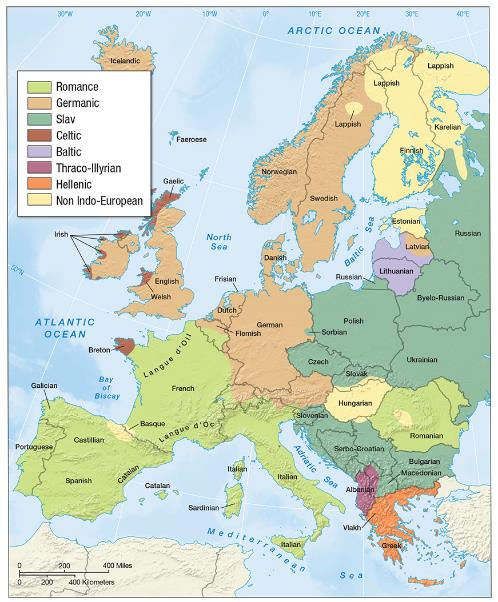 30°W
20°W
10°W
0°
10°E
20°E
30°E
40°E
ARCTIC OCEAN
Icelandic
Romance
Germanic
Slav
Celtic
Baltic
Thraco-Illyrian
Hellenic
Non Indo-European
Lappish
Lappish
Lappish
Karelian
Finnish
Faeroese
Gaelic
Norwegian
Swedish
Estonian
Russian
Irish
North
Sea
Baltic Sea
Latvian
Danish
Lithuanian
50°N
English
Welsh
Frisian
Russian
Byelo-Russian
Dutch
Flemish
German
Polish
Sorbian
ATLANTIC
OCEAN
Breton
Langue d'Oïl
Czech
Slovak
Ukrainian
Bay
of
Biscay
French
Galician
Hungarian
Basque
Langue d'Oc
Slovenian
Romanian
Castillian
Portuguese
Serbo-Croatian
Bulgarian
Adriatic Sea
Macedonian
Spanish
Catalan
Catalan
Italian
Italian
Albanian
Sardinian
Vlakh
Italian
Greek
Mediterranean
Sea
0 200 400 Miles
0 200 400 Kilometers